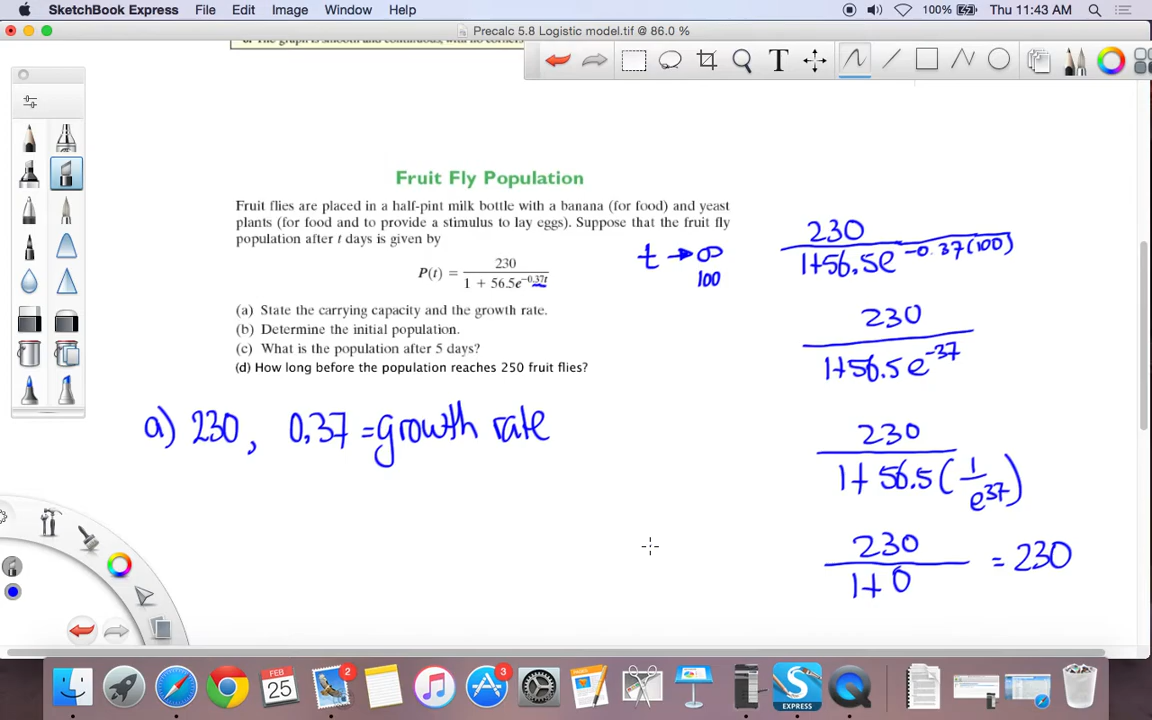 SketchBook Express File Edit Image Window Help 100% Thu 11:43 AM
Precalc 5.8 Logistic model.tif @ 86.0 %
T
Fruit Fly Population
Fruit flies are placed in a half-pint milk bottle with a banana (for food) and yeast
plants (for food and to provide a stimulus to lay eggs). Suppose that the fruit fly
population after t days is given by
P(t) = 230 / 1 + 56.5e^−0.37t
(a) State the carrying capacity and the growth rate.
(b) Determine the initial population.
(c) What is the population after 5 days?
(d) How long before the population reaches 250 fruit flies?
t → ∞
100
230 / 1+56.5e^-0.37(100)
230 / 1+56.5e^-37
a) 230, 0.37 = growth rate
230 / 1+56.5(1/e^37)
230 / 1+0 = 230
2
FEB
25
3
S
EXPRESS